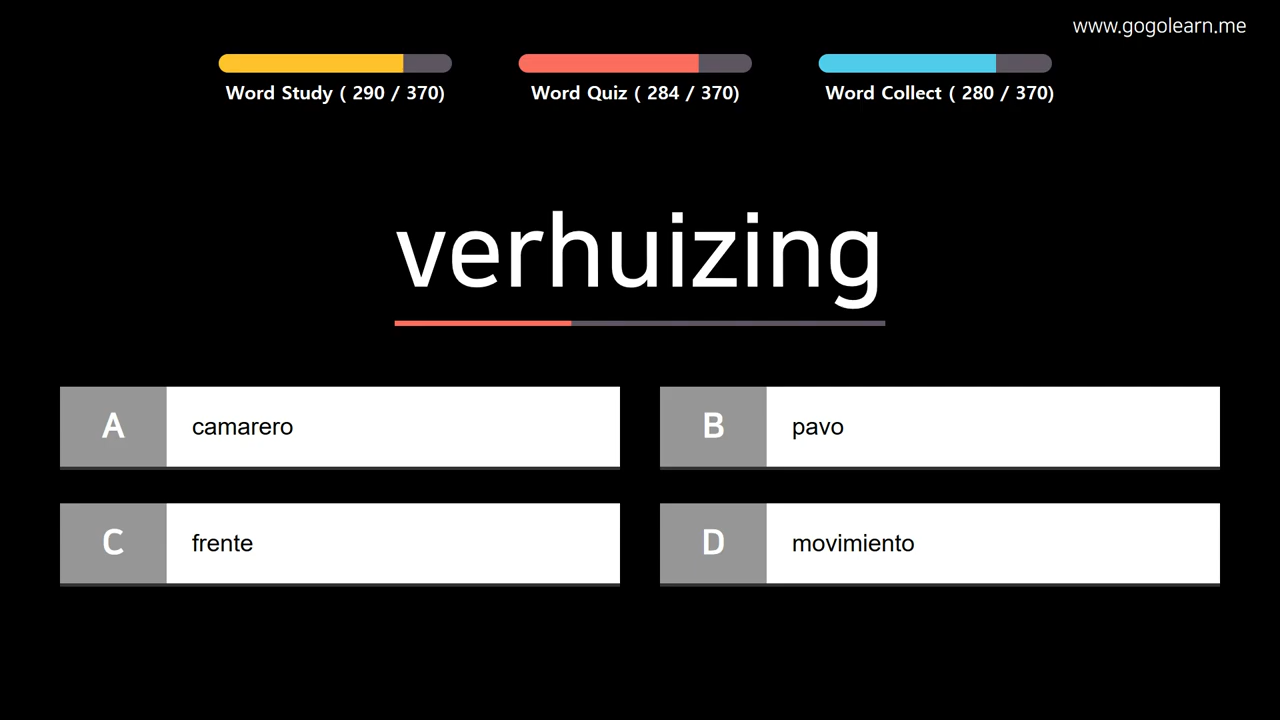 www.gogolearn.me
Word Study ( 290 / 370)
Word Quiz ( 284 / 370)
Word Collect ( 280 / 370)
verhuizing
A camarero
B pavo
C frente
D movimiento